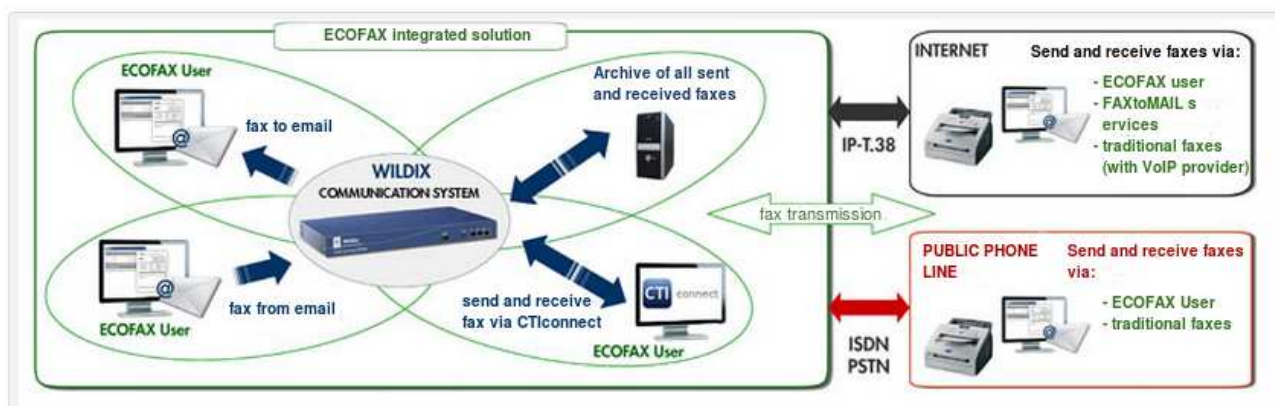 ECOFAX integrated solution
ECOFAX User
fax to email
Archive of all sent
and received faxes
WILDIX
COMMUNICATION SYSTEM
fax from email
ECOFAX User
send and receive
fax via CTIconnect
CTI connect
ECOFAX User
IP-T.38
fax transmission
ISDN
PSTN
INTERNET
Send and receive faxes via:
- ECOFAX user
- FAXtoMAIL s
ervices
- traditional faxes
(with VoIP provider)
PUBLIC PHONE
LINE
Send and receive faxes
via:
- ECOFAX User
- traditional faxes